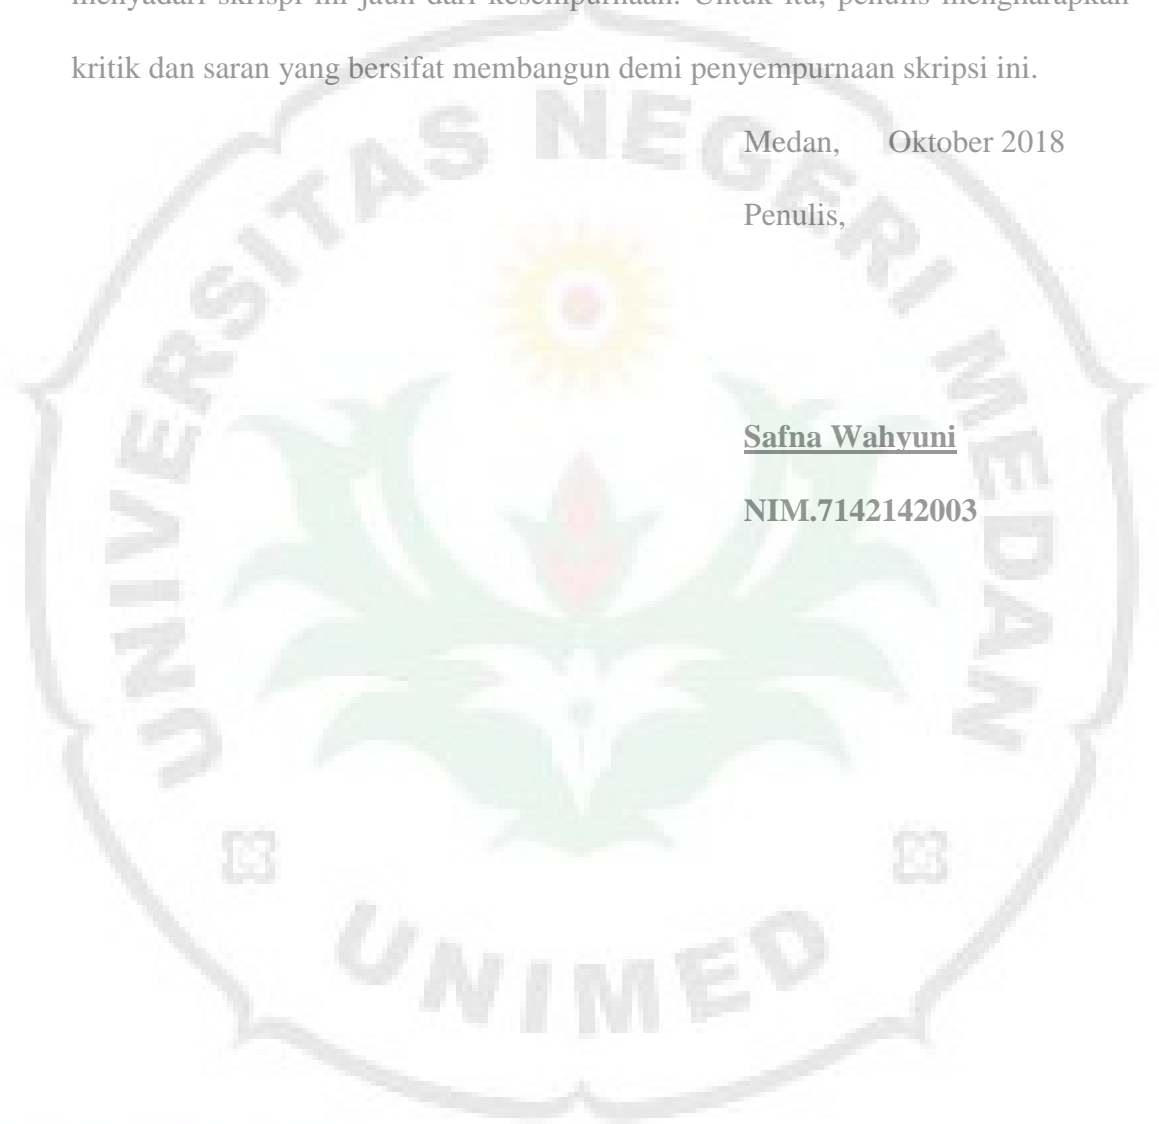 menyadari skrispi ini jauh dari kesempurnaan. Untuk itu, penulis mengharapkan
kritik dan saran yang bersifat membangun demi penyempurnaan skripsi ini.
Medan, Oktober 2018
Penulis,
Safna Wahyuni
NIM.7142142003
UNIVERSITAS NEGERI MEDAN
UNIMED